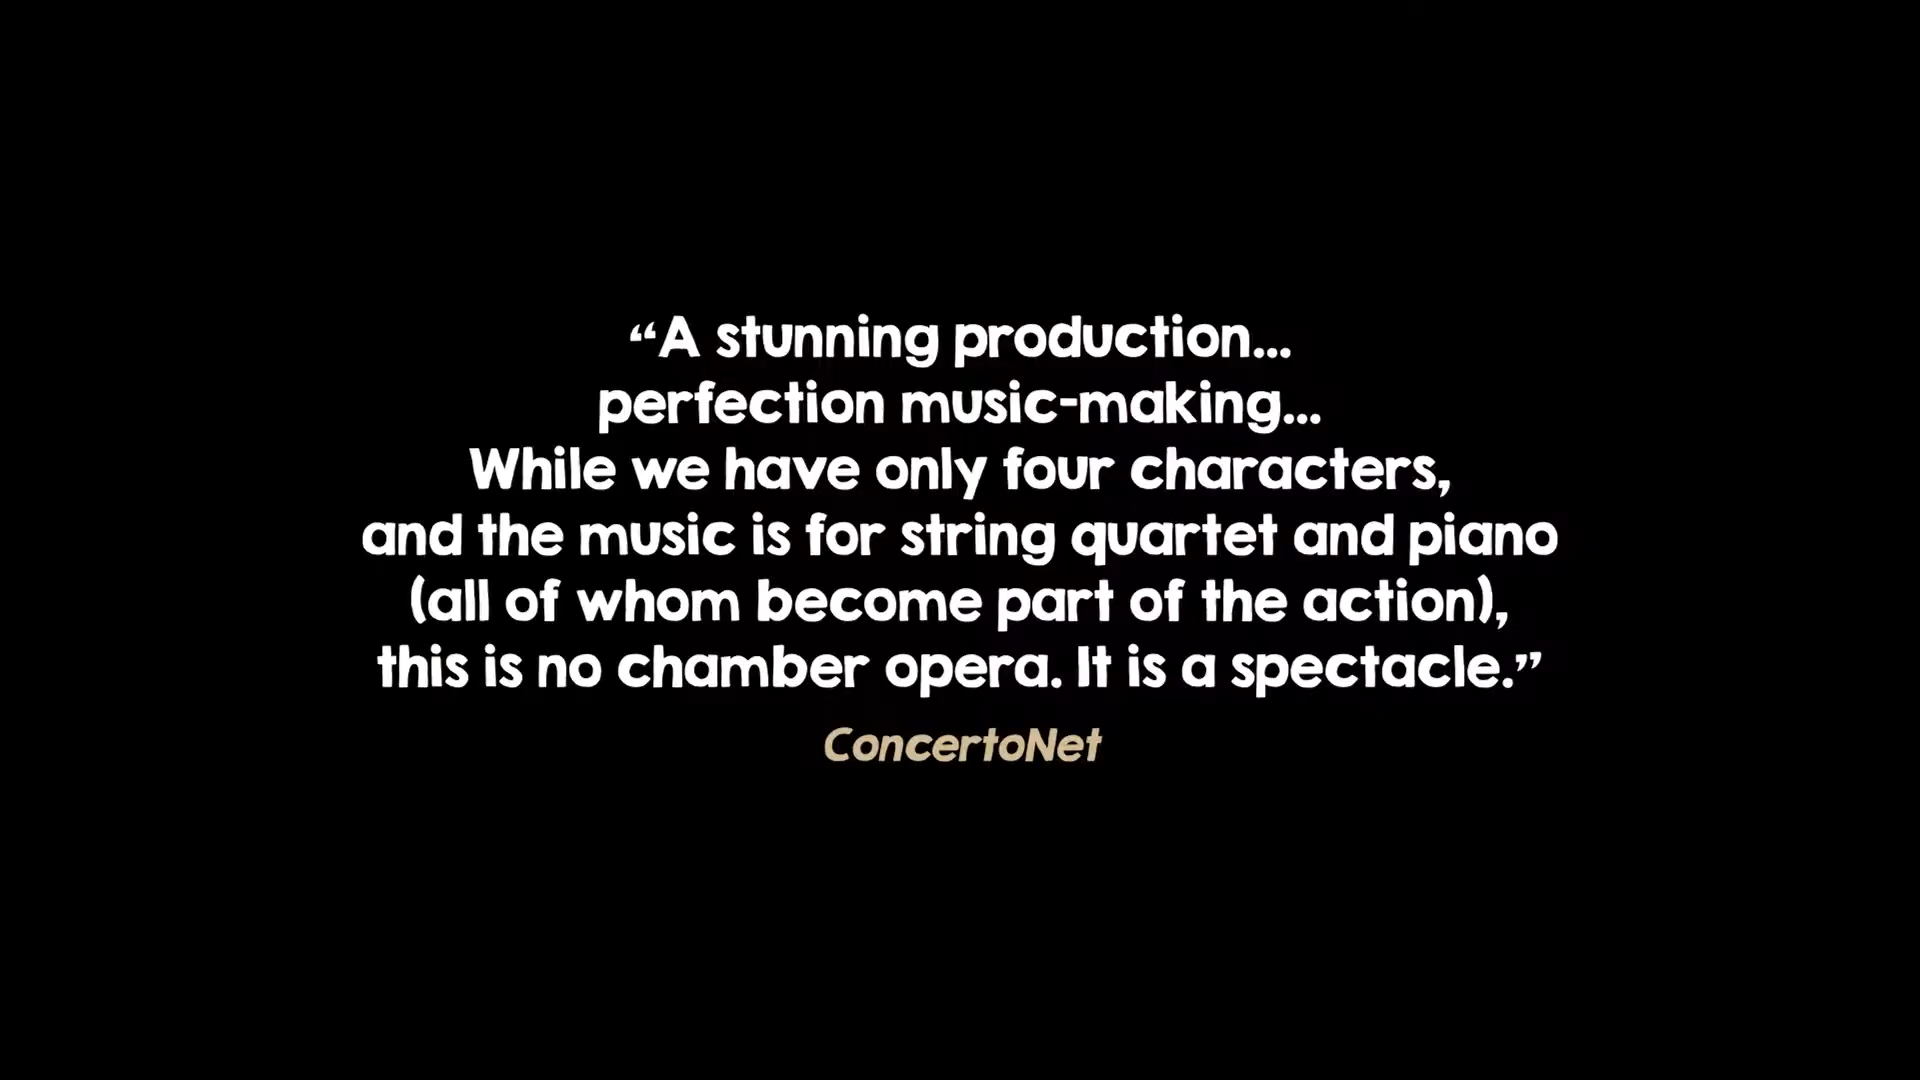 “A stunning production...
perfection music-making...
While we have only four characters,
and the music is for string quartet and piano
(all of whom become part of the action),
this is no chamber opera. It is a spectacle.”
ConcertoNet